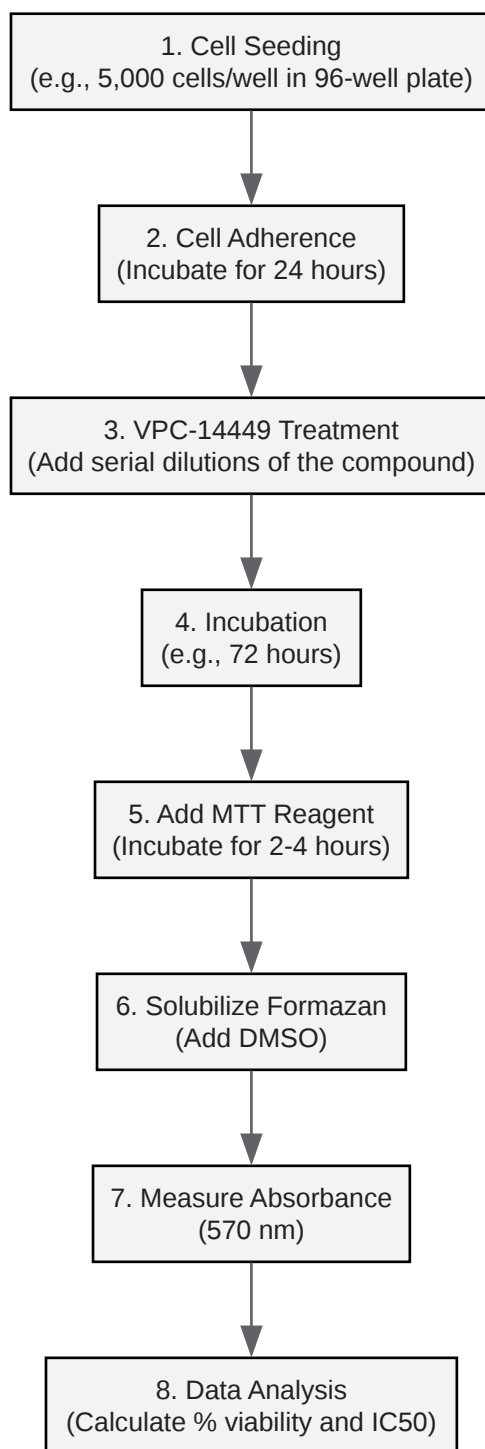 1. Cell Seeding
(e.g., 5,000 cells/well in 96-well plate)
2. Cell Adherence
(Incubate for 24 hours)
3. VPC-14449 Treatment
(Add serial dilutions of the compound)
4. Incubation
(e.g., 72 hours)
5. Add MTT Reagent
(Incubate for 2-4 hours)
6. Solubilize Formazan
(Add DMSO)
7. Measure Absorbance
(570 nm)
8. Data Analysis
(Calculate % viability and IC50)